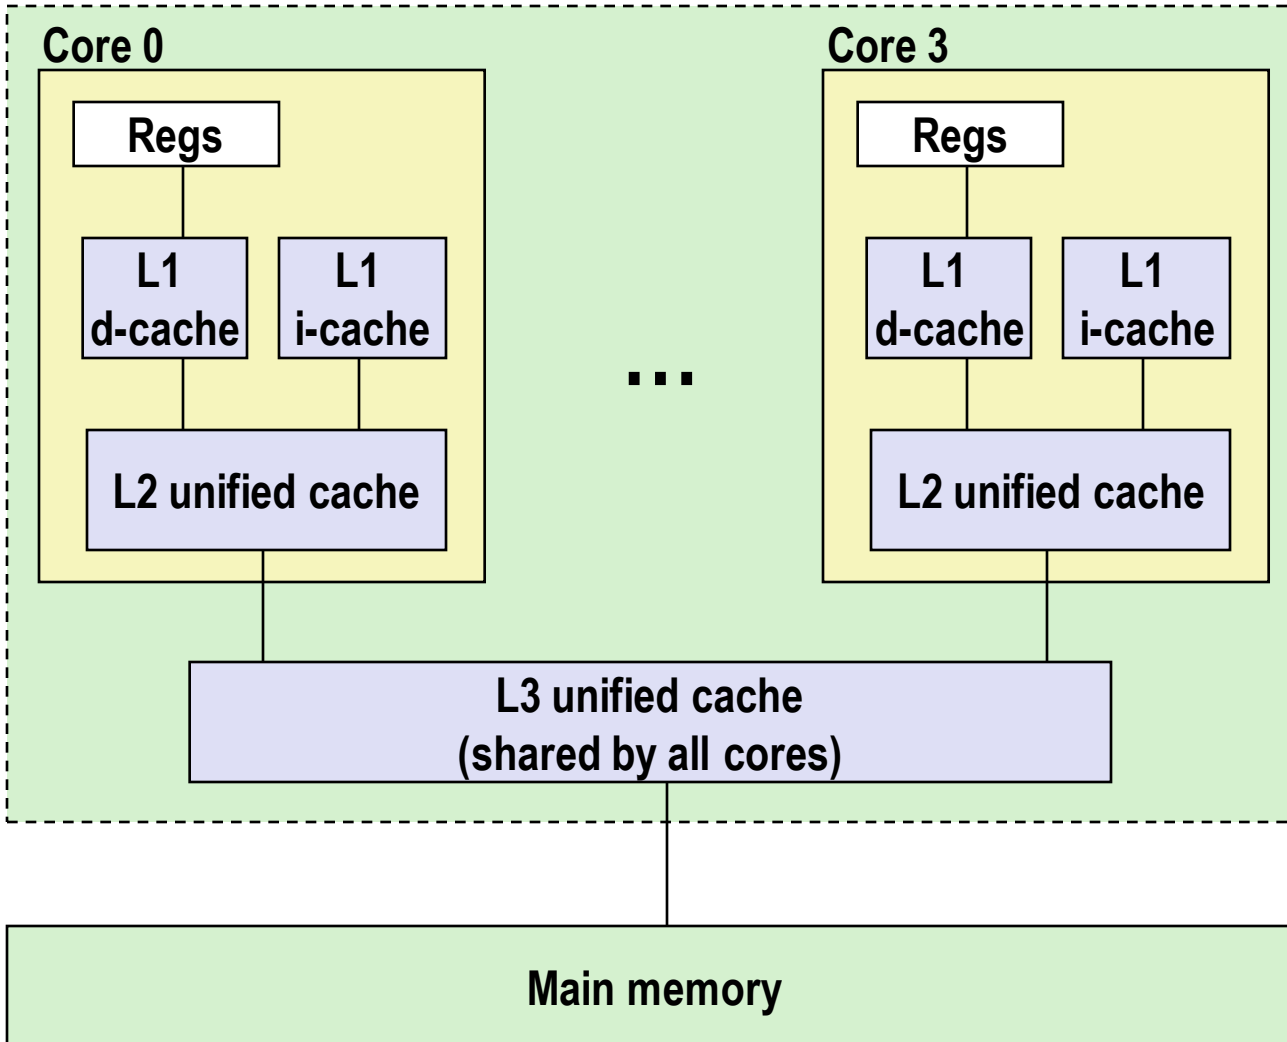 Core 0
Core 3
Regs
Regs
L1
d-cache
L1
i-cache
...
L1
d-cache
L1
i-cache
L2 unified cache
L2 unified cache
L3 unified cache
(shared by all cores)
Main memory